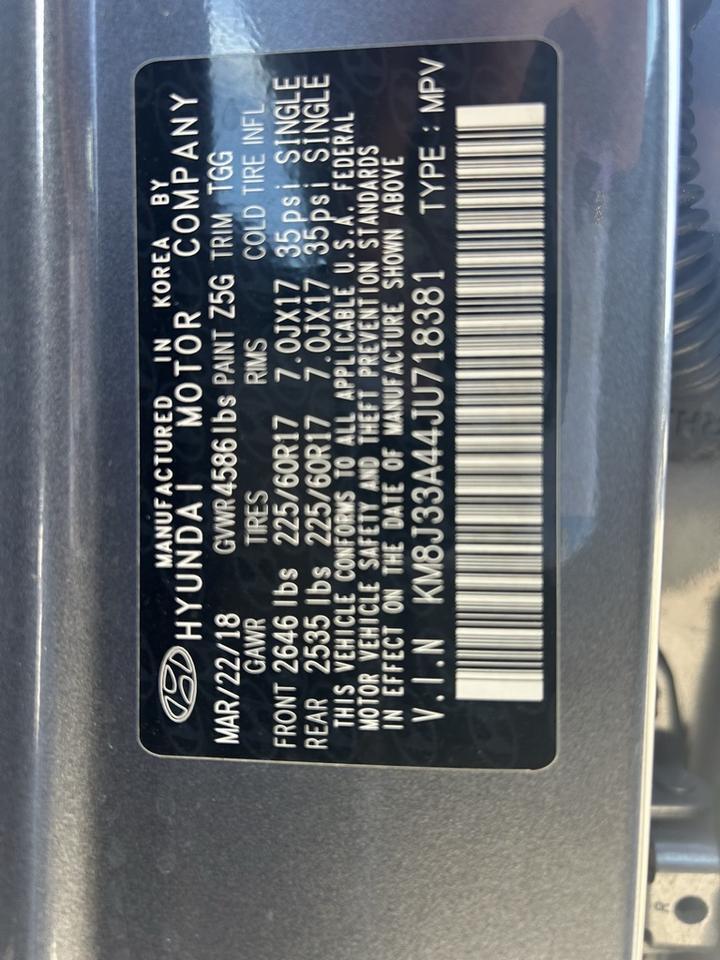 MANUFACTURED IN KOREA BY
HYUNDAI MOTOR COMPANY
MAR/22/18 GVWR 4586lbs PAINT Z5G TRIM TGG
GAWR TIRES RIMS COLD TIRE INFL
FRONT 2646 lbs 225/60R17 7.0JX17 35psi SINGLE
REAR 2535 lbs 225/60R17 7.0JX17 35psi SINGLE
THIS VEHICLE CONFORMS TO ALL APPLICABLE U.S.A. FEDERAL
MOTOR VEHICLE SAFETY AND THEFT PREVENTION STANDARDS
IN EFFECT ON THE DATE OF MANUFACTURE SHOWN ABOVE
V.I.N KM8J33A44JU718381 TYPE : MPV
R